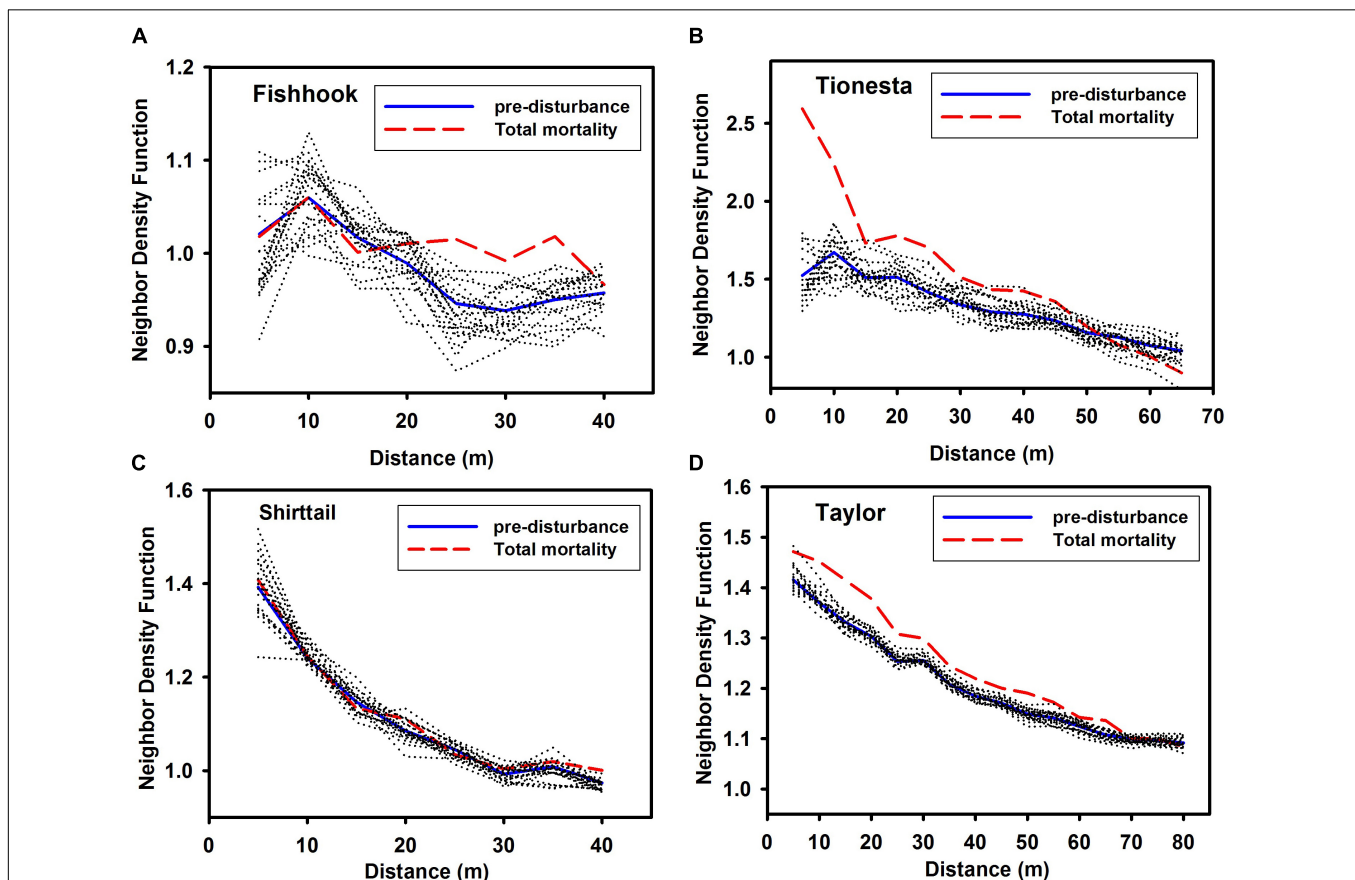 A
Fishhook
pre-disturbance
Total mortality
Neighbor Density Function
1.2
1.1
1.0
0.9
0 10 20 30 40
Distance (m)
B
Tionesta
pre-disturbance
Total mortality
Neighbor Density Function
2.5
2.0
1.5
1.0
0 10 20 30 40 50 60 70
Distance (m)
C
Shirttail
pre-disturbance
Total mortality
Neighbor Density Function
1.6
1.4
1.2
1.0
0 10 20 30 40
Distance (m)
D
Taylor
pre-disturbance
Total mortality
Neighbor Density Function
1.6
1.5
1.4
1.3
1.2
1.1
1.0
0 10 20 30 40 50 60 70 80
Distance (m)